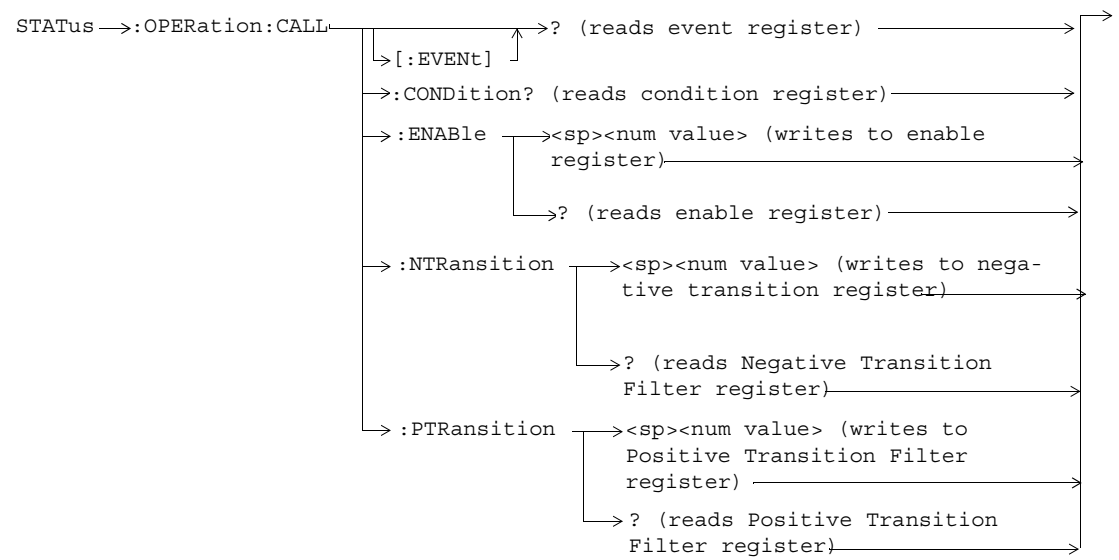 STATus :OPERation:CALL ? (reads event register)
[:EVENt]
:CONDition? (reads condition register)
:ENABle <sp><num value> (writes to enable
register)
? (reads enable register)
:NTRansition <sp><num value> (writes to nega-
tive transition register)
? (reads Negative Transition
Filter register)
:PTRansition <sp><num value> (writes to
Positive Transition Filter
register)
? (reads Positive Transition
Filter register)